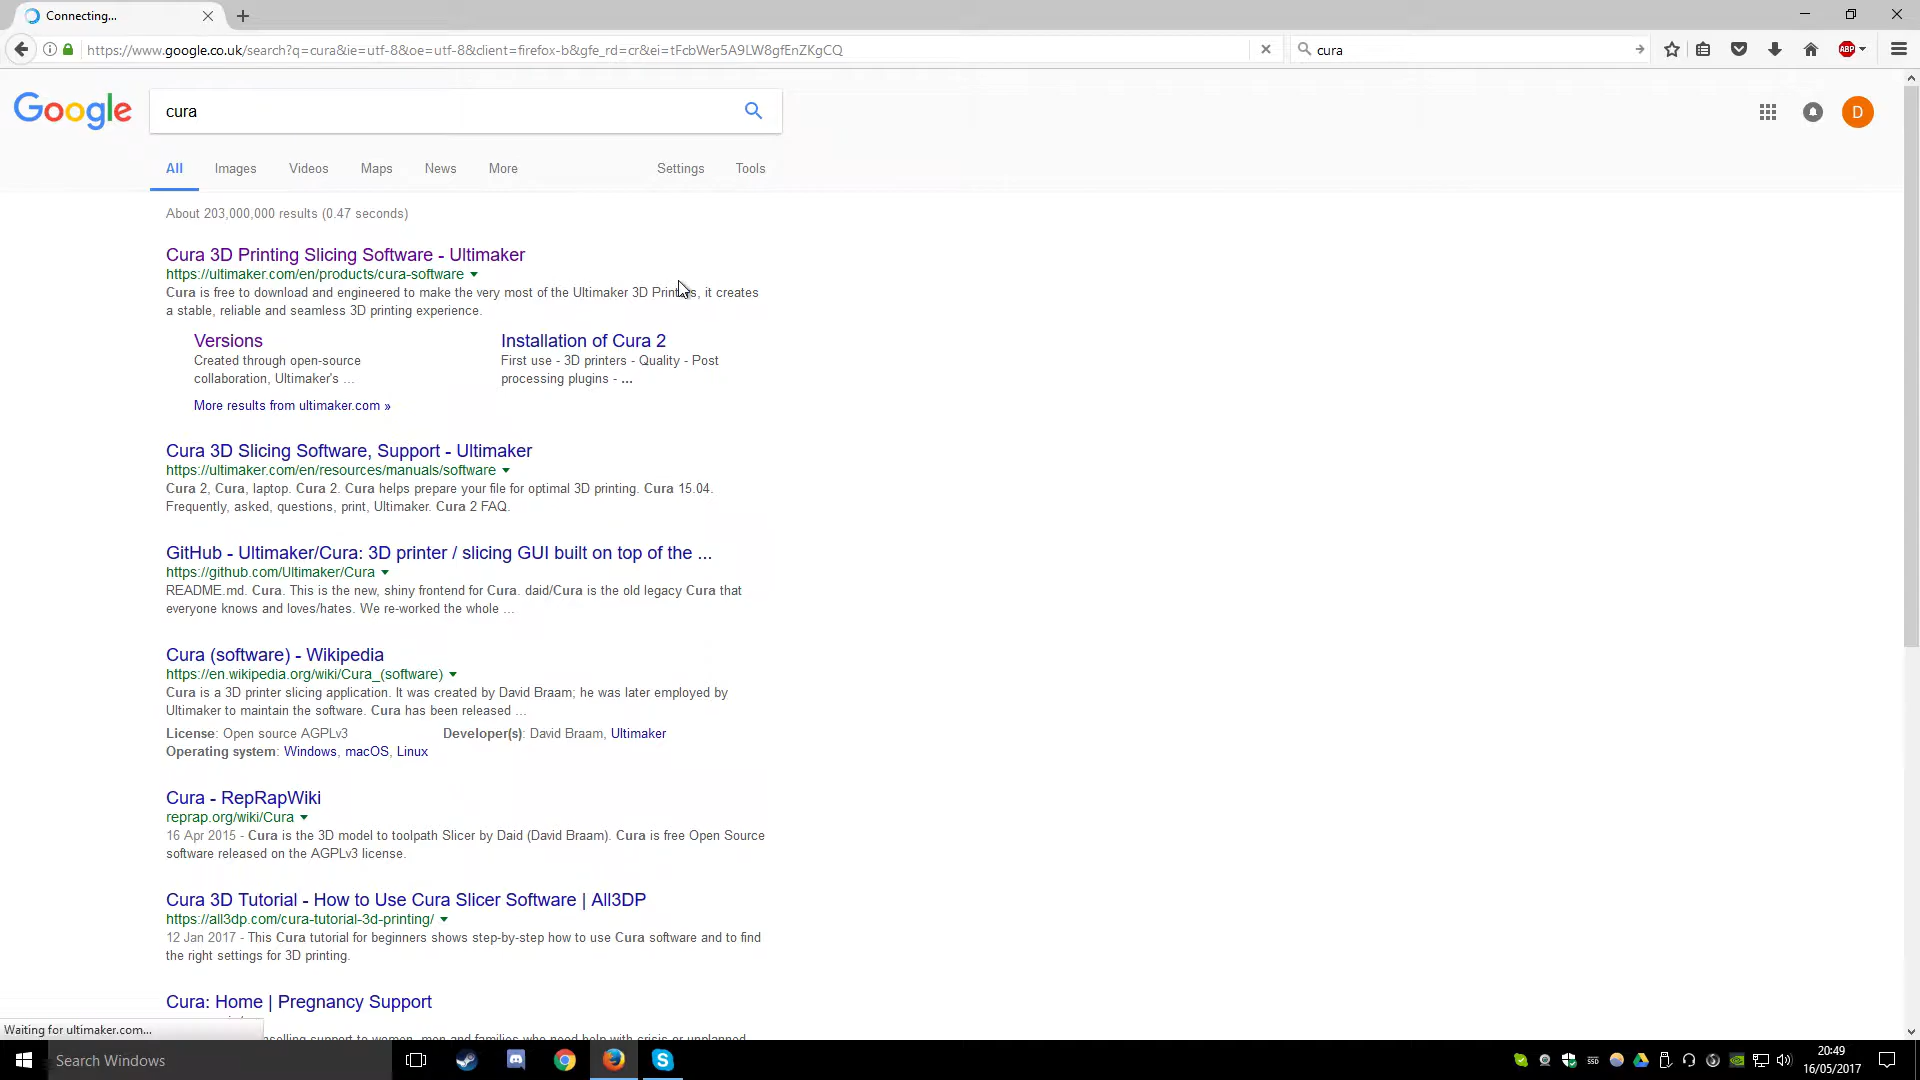 Connecting...
https://www.google.co.uk/search?q=cura&ie=utf-8&oe=utf-8&client=firefox-b&gfe_rd=cr&ei=tFcbWer5A9LW8gfEnZKgCQ
cura
ABP
Google
cura
D
All Images Videos Maps News More Settings Tools
About 203,000,000 results (0.47 seconds)
Cura 3D Printing Slicing Software - Ultimaker
https://ultimaker.com/en/products/cura-software
Cura is free to download and engineered to make the very most of the Ultimaker 3D Printers, it creates
a stable, reliable and seamless 3D printing experience.
Versions
Created through open-source
collaboration, Ultimaker's ...
Installation of Cura 2
First use - 3D printers - Quality - Post
processing plugins - ...
More results from ultimaker.com »
Cura 3D Slicing Software, Support - Ultimaker
https://ultimaker.com/en/resources/manuals/software
Cura 2, Cura, laptop. Cura 2. Cura helps prepare your file for optimal 3D printing. Cura 15.04.
Frequently, asked, questions, print, Ultimaker. Cura 2 FAQ.
GitHub - Ultimaker/Cura: 3D printer / slicing GUI built on top of the ...
https://github.com/Ultimaker/Cura
README.md. Cura. This is the new, shiny frontend for Cura. daid/Cura is the old legacy Cura that
everyone knows and loves/hates. We re-worked the whole ...
Cura (software) - Wikipedia
https://en.wikipedia.org/wiki/Cura_(software)
Cura is a 3D printer slicing application. It was created by David Braam; he was later employed by
Ultimaker to maintain the software. Cura has been released ...
License: Open source AGPLv3 Developer(s): David Braam, Ultimaker
Operating system: Windows, macOS, Linux
Cura - RepRapWiki
reprap.org/wiki/Cura
16 Apr 2015 - Cura is the 3D model to toolpath Slicer by Daid (David Braam). Cura is free Open Source
software released on the AGPLv3 license.
Cura 3D Tutorial - How to Use Cura Slicer Software | All3DP
https://all3dp.com/cura-tutorial-3d-printing/
12 Jan 2017 - This Cura tutorial for beginners shows step-by-step how to use Cura software and to find
the right settings for 3D printing.
Cura: Home | Pregnancy Support
Waiting for ultimaker.com...
support to women, men and families who need help with crisis or unplanned
Search Windows
SSD
20:49
16/05/2017